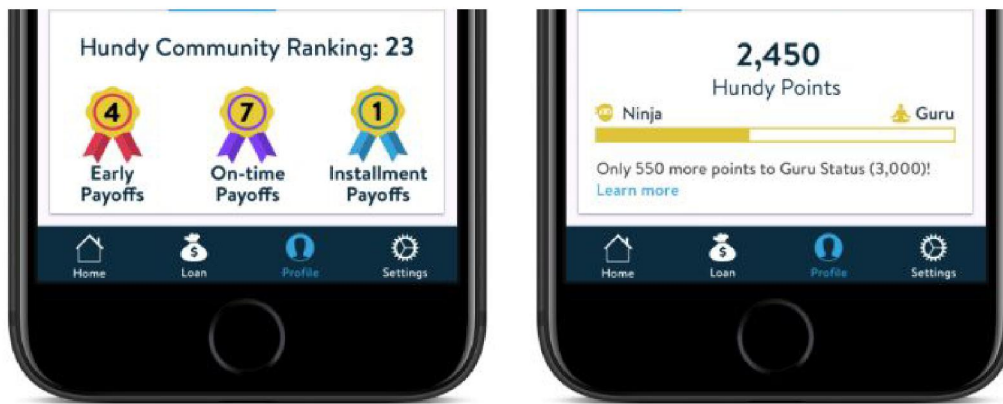 Hundy Community Ranking: 23
4
7
1
Early
Payoffs
On-time
Payoffs
Installment
Payoffs
Home
Loan
Profile
Settings
2,450
Hundy Points
Ninja
Guru
Only 550 more points to Guru Status (3,000)!
Learn more
$
Home
Loan
Profile
Settings
$